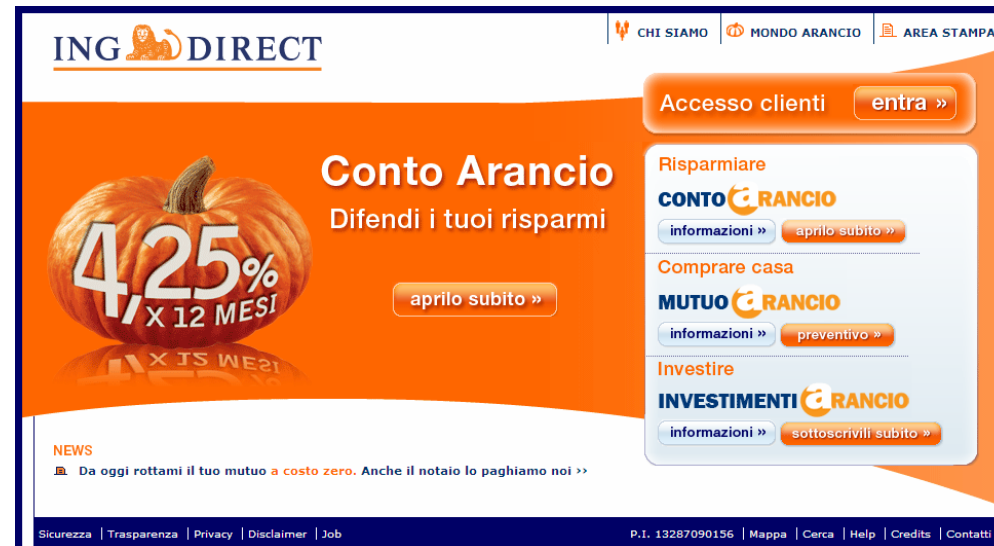 ING DIRECT
CHI SIAMO
MONDO ARANCIO
AREA STAMPA
Accesso clienti
entra »
Conto Arancio
Difendi i tuoi risparmi
aprilo subito »
4,25%
X 12 MESI
X 12 MESI
Risparmiare
CONTO aRANCIO
informazioni »
aprilo subito »
Comprare casa
MUTUO aRANCIO
informazioni »
preventivo »
Investire
INVESTIMENTI aRANCIO
informazioni »
sottoscrivili subito »
NEWS
Da oggi rottami il tuo mutuo a costo zero. Anche il notaio lo paghiamo noi ››
Sicurezza | Trasparenza | Privacy | Disclaimer | Job
P.I. 13287090156 | Mappa | Cerca | Help | Credits | Contatti